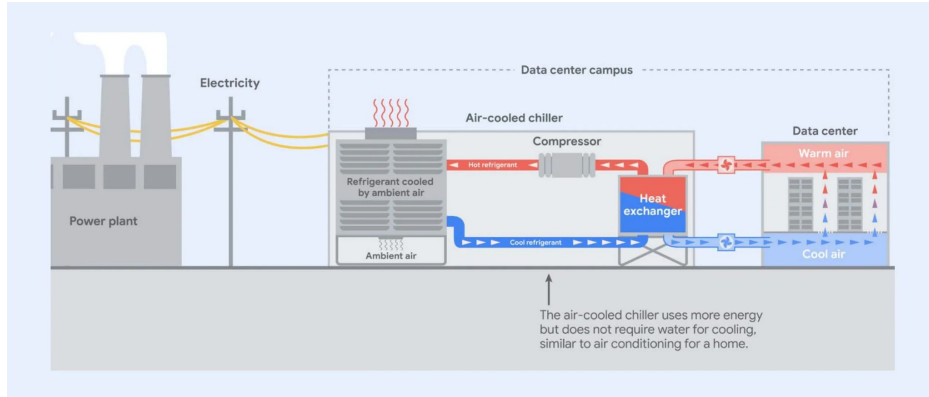 Data center campus
Electricity
Air-cooled chiller
Compressor
Data center
Hot refrigerant
Warm air
Refrigerant cooled
by ambient air
Heat
exchanger
Power plant
Cool refrigerant
Ambient air
Cool air
The air-cooled chiller uses more energy
but does not require water for cooling,
similar to air conditioning for a home.